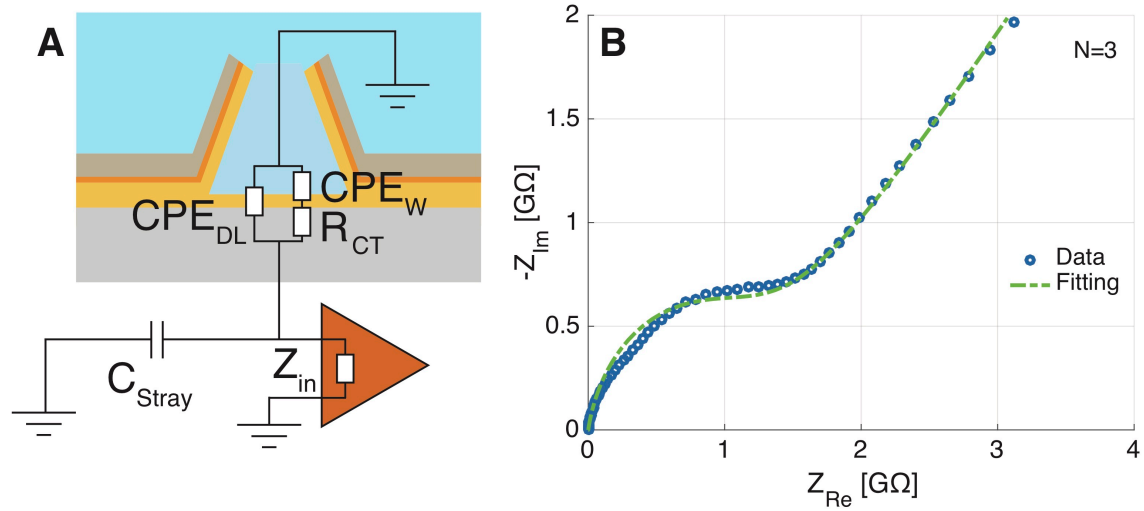 A
CPE_DL
CPE_W
R_CT
C_Stray
Z_in
B
N=3
-Z_Im [GΩ]
2
1.5
1
0.5
0
Data
Fitting
0 1 2 3 4
Z_Re [GΩ]